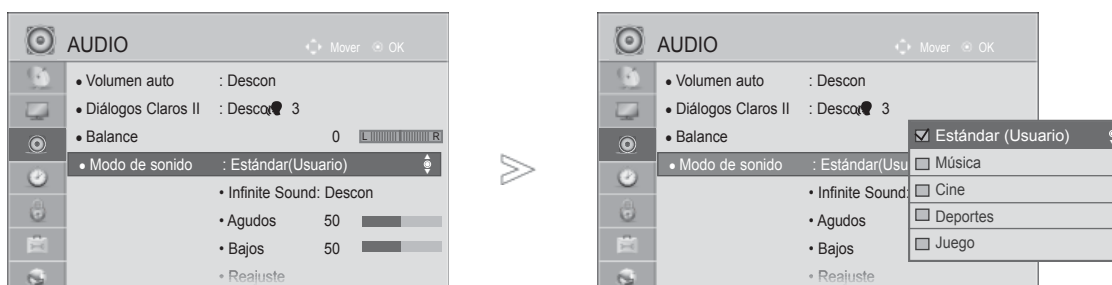 AUDIO Mover OK
• Volumen auto : Descon
• Diálogos Claros II : Descon 3
• Balance 0 L R
• Modo de sonido : Estándar(Usuario)
• Infinite Sound: Descon
• Agudos 50
• Bajos 50
• Reajuste
AUDIO Mover OK
• Volumen auto : Descon
• Diálogos Claros II : Descon 3
• Balance
• Modo de sonido : Estándar(Usu
• Infinite Sound:
• Agudos
• Bajos
• Reajuste
Estándar (Usuario)
Música
Cine
Deportes
Juego